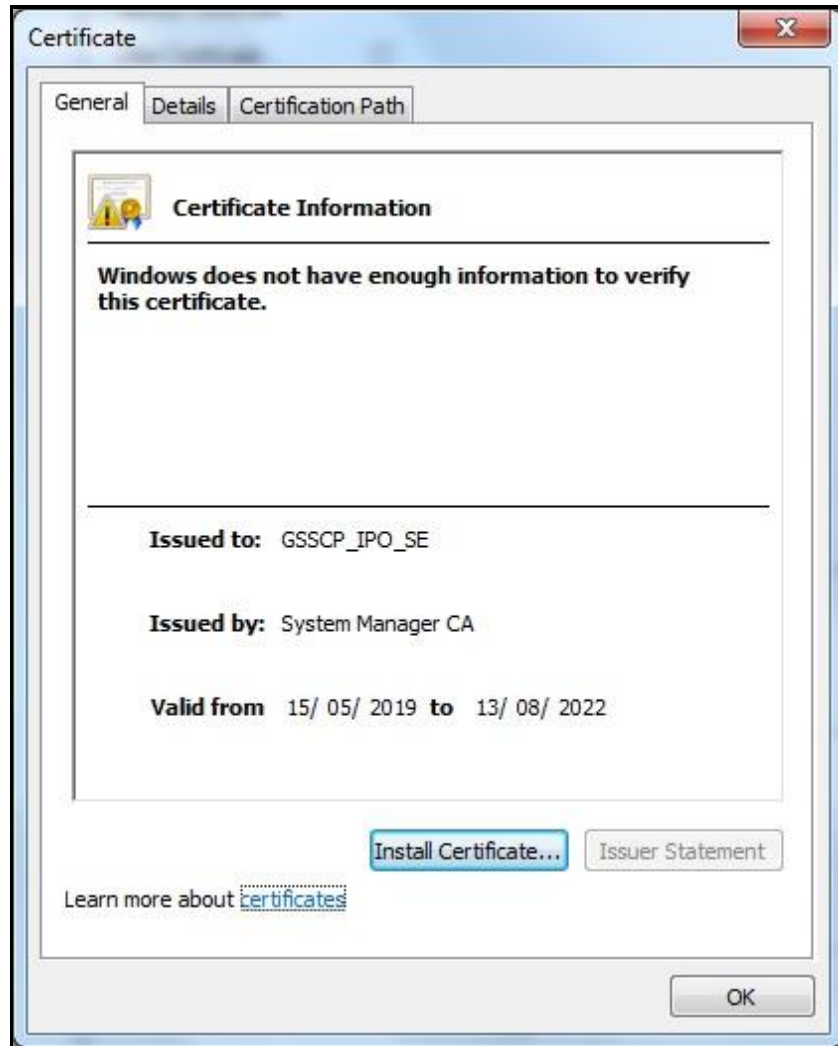 Certificate
General Details Certification Path
Certificate Information
Windows does not have enough information to verify
this certificate.
Issued to: GSSCP_IPO_SE
Issued by: System Manager CA
Valid from 15/ 05/ 2019 to 13/ 08/ 2022
Install Certificate... Issuer Statement
Learn more about certificates
OK